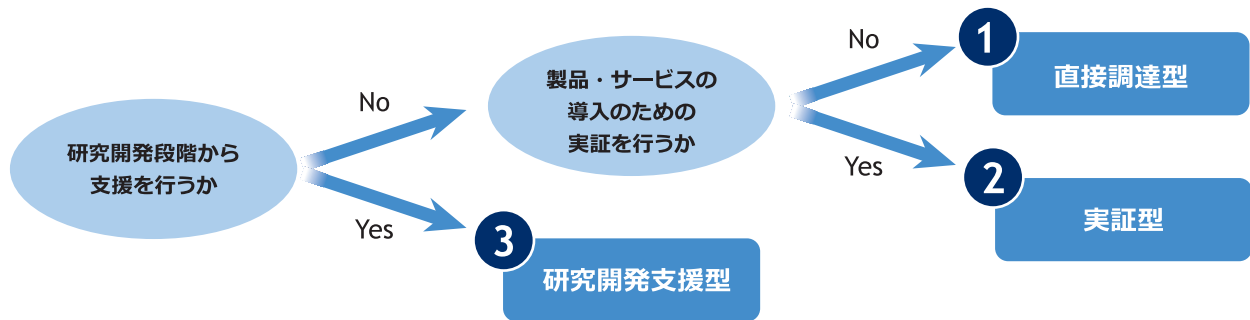 研究開発段階から
支援を行うか
No
Yes
製品・サービスの
導入のための
実証を行うか
No
Yes
1
直接調達型
2
実証型
3
研究開発支援型